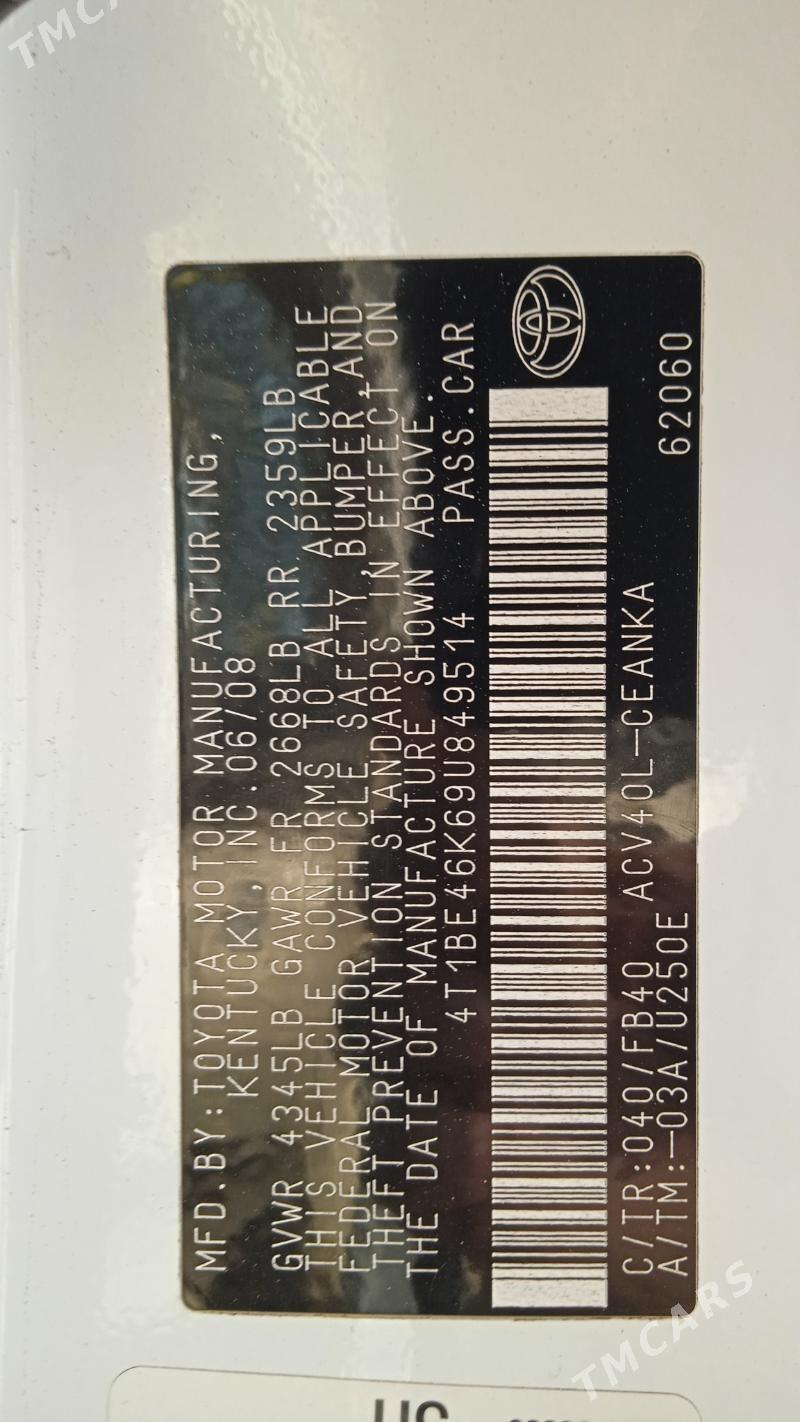 MFD.BY:TOYOTA MOTOR MANUFACTURING,
KENTUCKY, INC.06/08
GVWR 4345LB GAWR FR 2668LB RR 2359LB
THIS VEHICLE CONFORMS TO ALL APPLICABLE
FEDERAL MOTOR VEHICLE SAFETY,BUMPER,AND
THEFT PREVENTION STANDARDS IN EFFECT ON
THE DATE OF MANUFACTURE SHOWN ABOVE.
4T1BE46K69U849514 PASS.CAR
C/TR:040/FB40 ACV40L-CEANKA
A/TM:-03A/U250E 62060
TMCARS